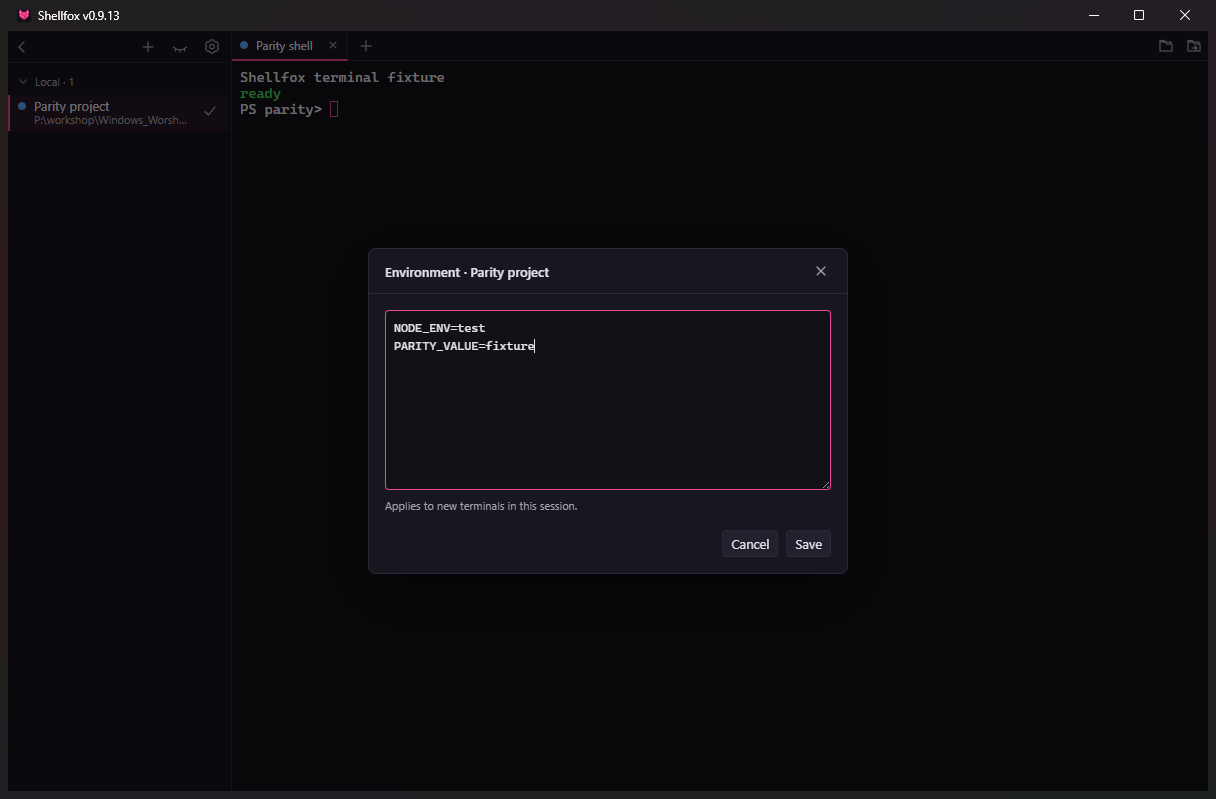 Shellfox v0.9.13
Parity shell
Local · 1
Parity project
P:\workshop\Windows_Worsh...
Shellfox terminal fixture
ready
PS parity>
Environment · Parity project
NODE_ENV=test
PARITY_VALUE=fixture
Applies to new terminals in this session.
Cancel
Save